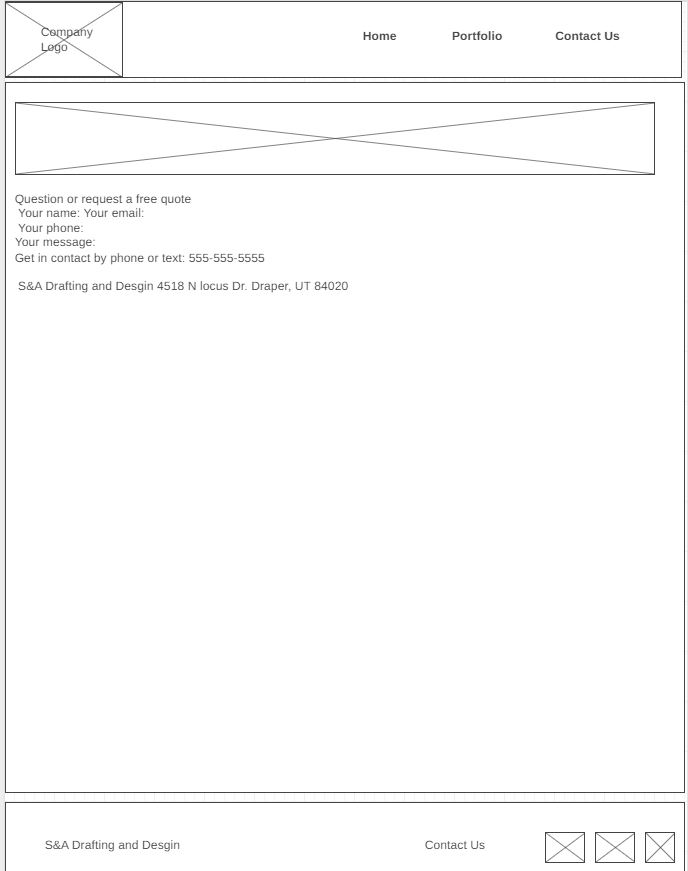 Company
Logo
Home Portfolio Contact Us
Question or request a free quote
Your name: Your email:
Your phone:
Your message:
Get in contact by phone or text: 555-555-5555
S&A Drafting and Desgin 4518 N locus Dr. Draper, UT 84020
S&A Drafting and Desgin Contact Us